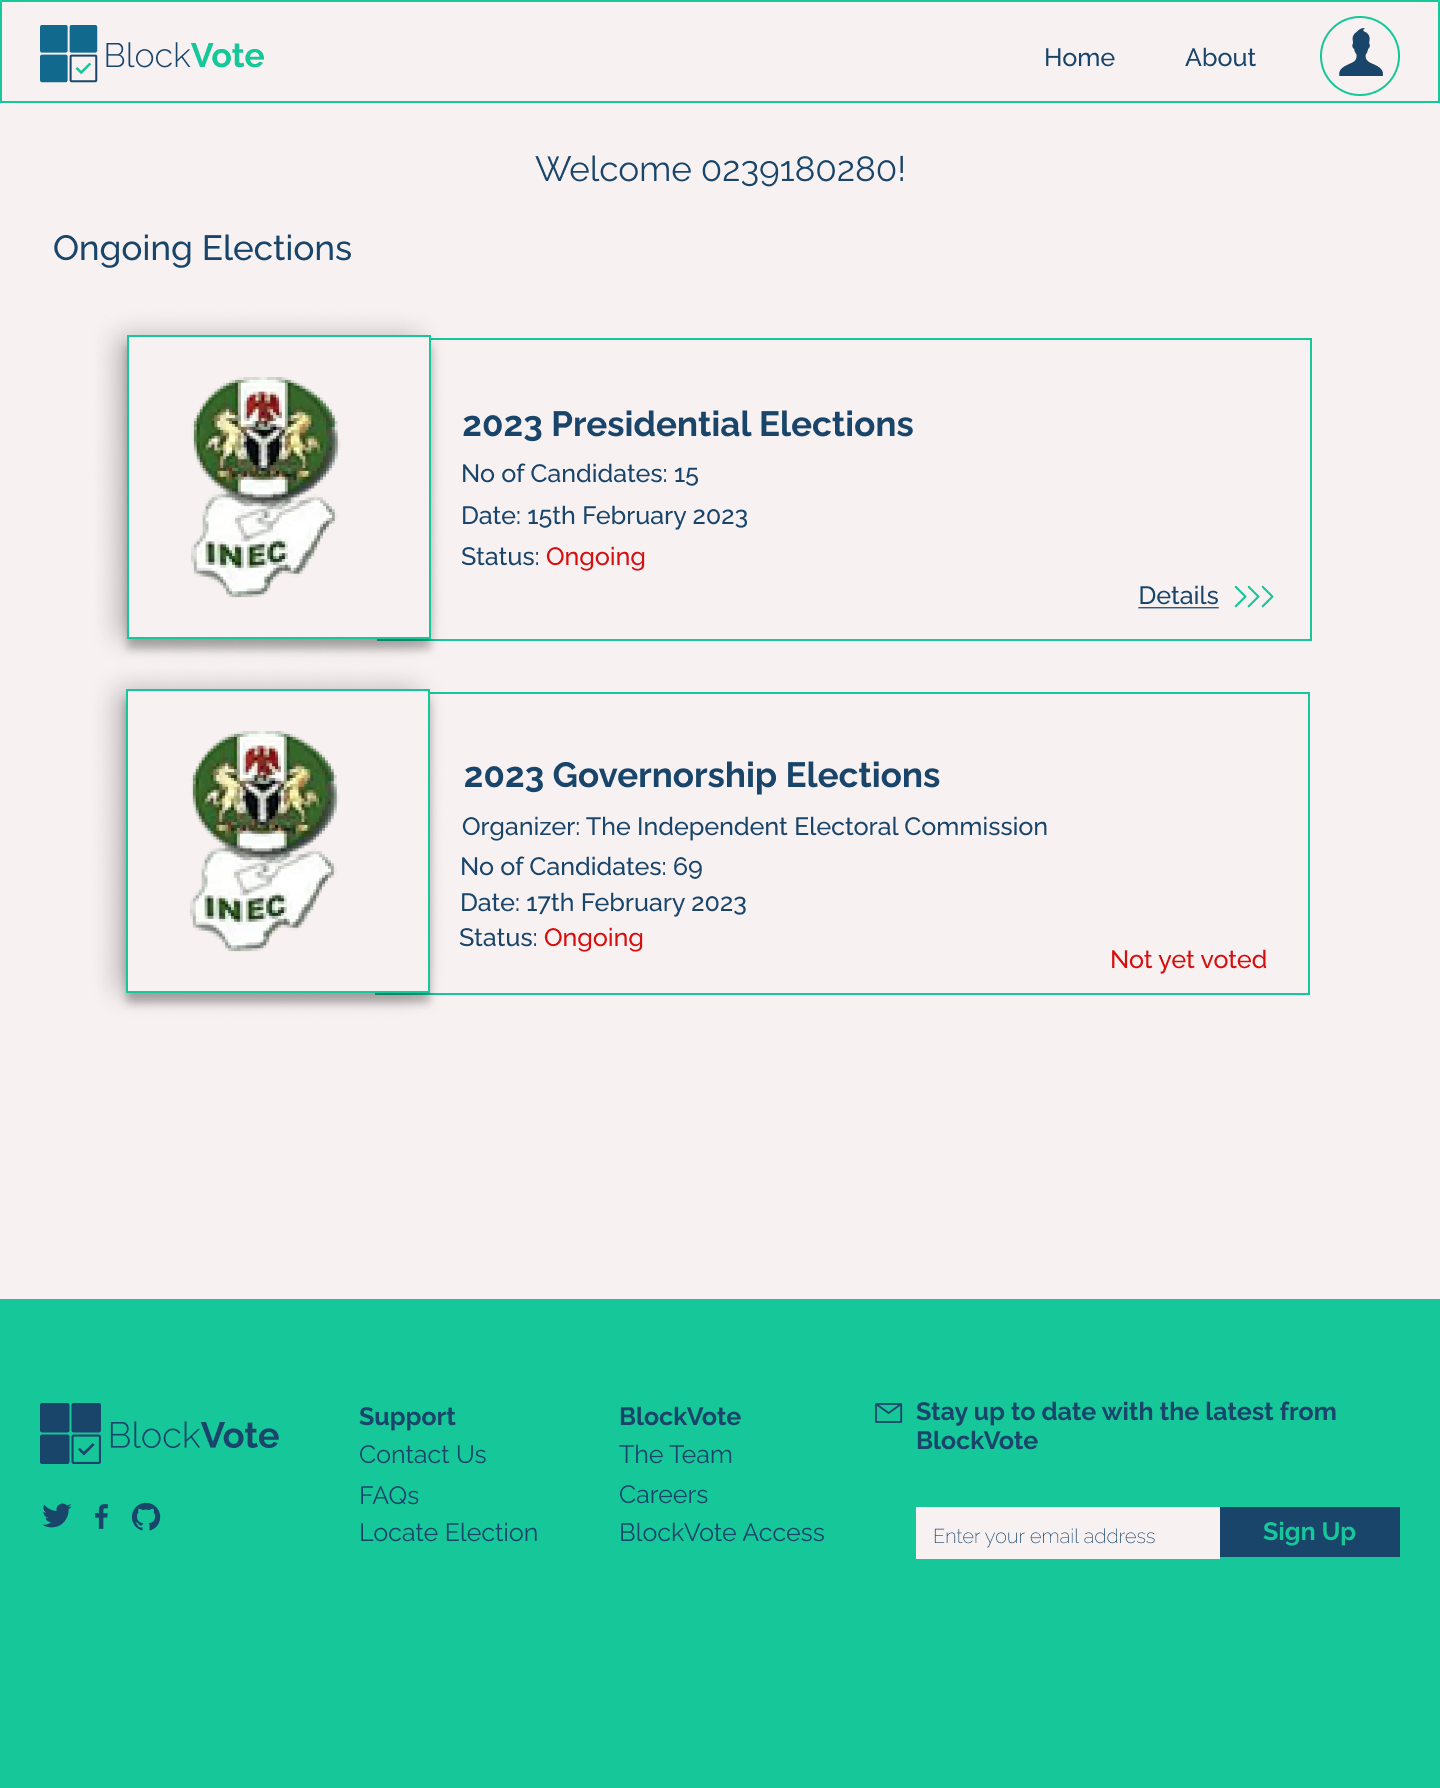 BlockVote
Home
About
Welcome 0239180280!
Ongoing Elections
INEC
2023 Presidential Elections
No of Candidates: 15
Date: 15th February 2023
Status: Ongoing
Details
INEC
2023 Governorship Elections
Organizer: The Independent Electoral Commission
No of Candidates: 69
Date: 17th February 2023
Status: Ongoing
Not yet voted
BlockVote
Support
Contact Us
FAQs
Locate Election
BlockVote
The Team
Careers
BlockVote Access
Stay up to date with the latest from
BlockVote
Enter your email address
Sign Up